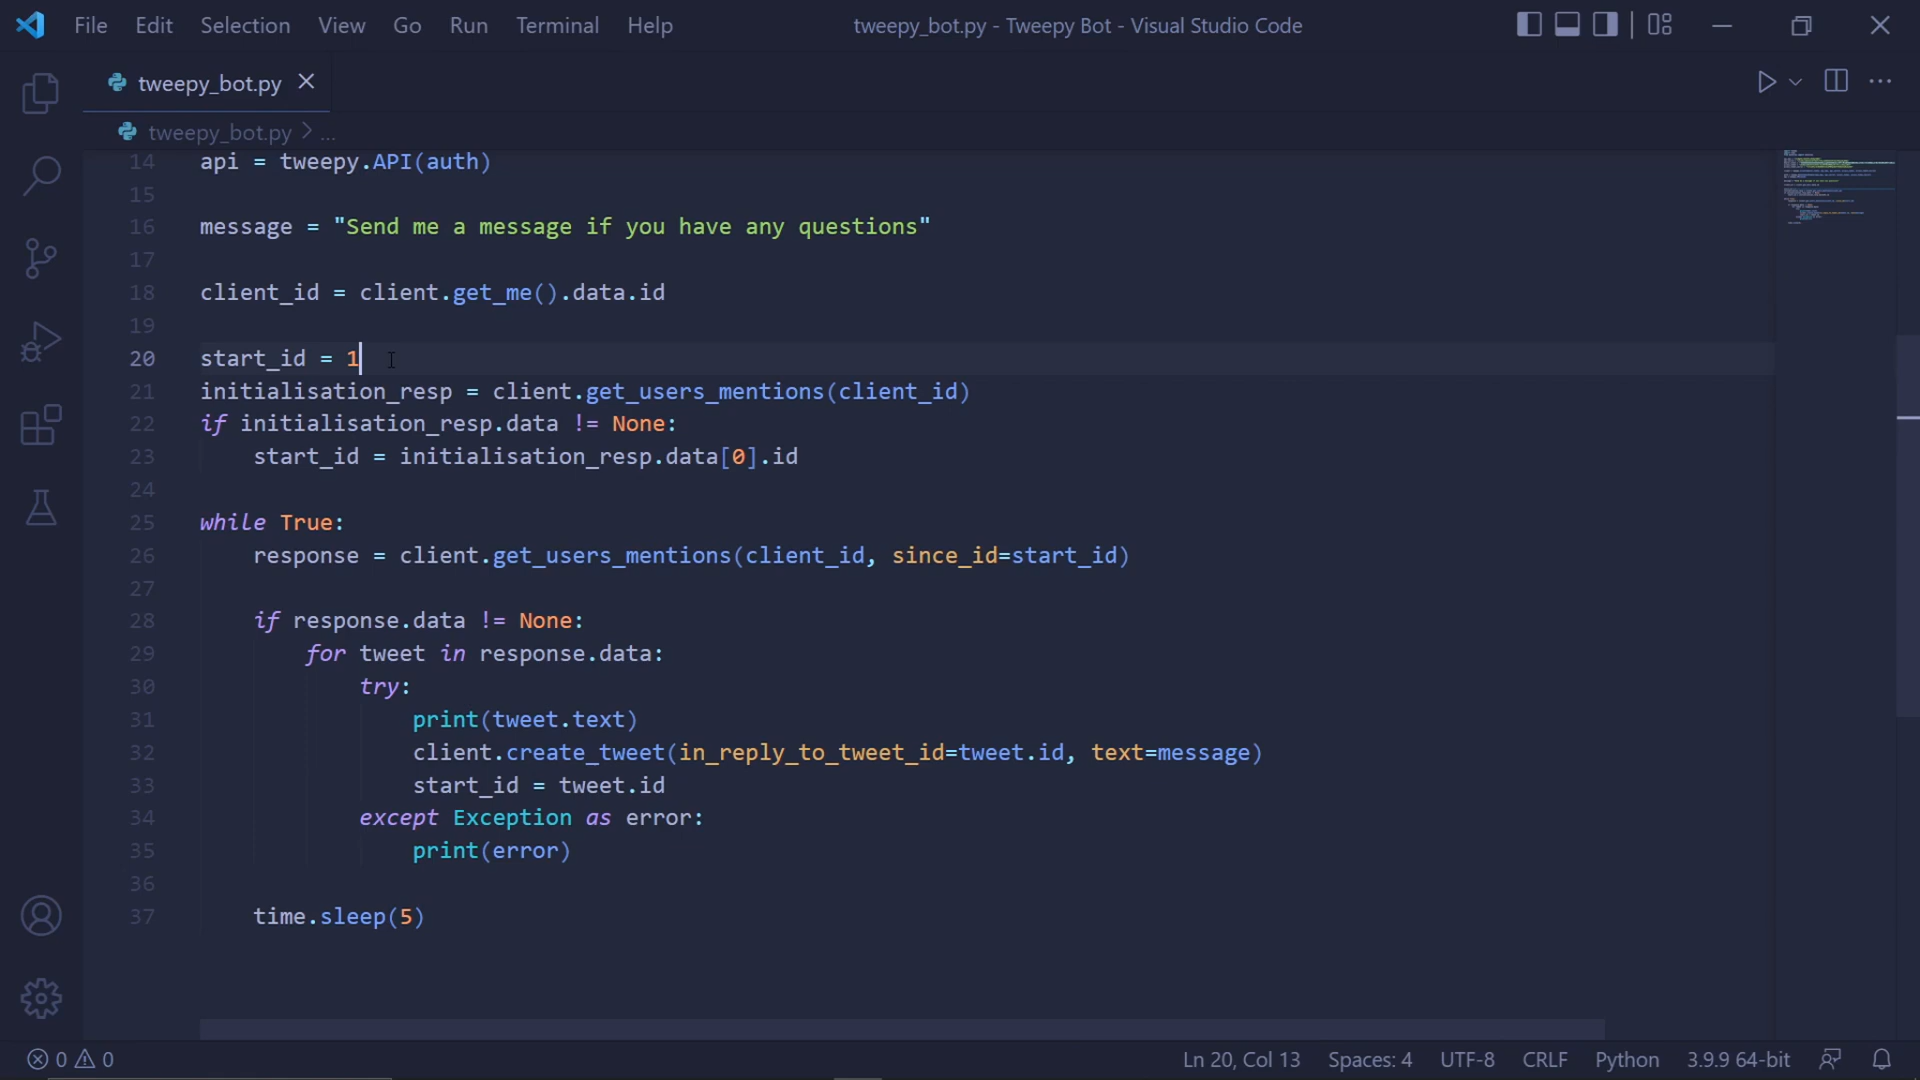 File Edit Selection View Go Run Terminal Help tweepy_bot.py - Tweepy Bot - Visual Studio Code
tweepy_bot.py
tweepy_bot.py > ...
14 api = tweepy.API(auth)
15
16 message = "Send me a message if you have any questions"
17
18 client_id = client.get_me().data.id
19
20 start_id = 1
21 initialisation_resp = client.get_users_mentions(client_id)
22 if initialisation_resp.data != None:
23     start_id = initialisation_resp.data[0].id
24
25 while True:
26     response = client.get_users_mentions(client_id, since_id=start_id)
27
28     if response.data != None:
29         for tweet in response.data:
30             try:
31                 print(tweet.text)
32                 client.create_tweet(in_reply_to_tweet_id=tweet.id, text=message)
33                 start_id = tweet.id
34             except Exception as error:
35                 print(error)
36
37     time.sleep(5)
0 0 Ln 20, Col 13 Spaces: 4 UTF-8 CRLF Python 3.9.9 64-bit